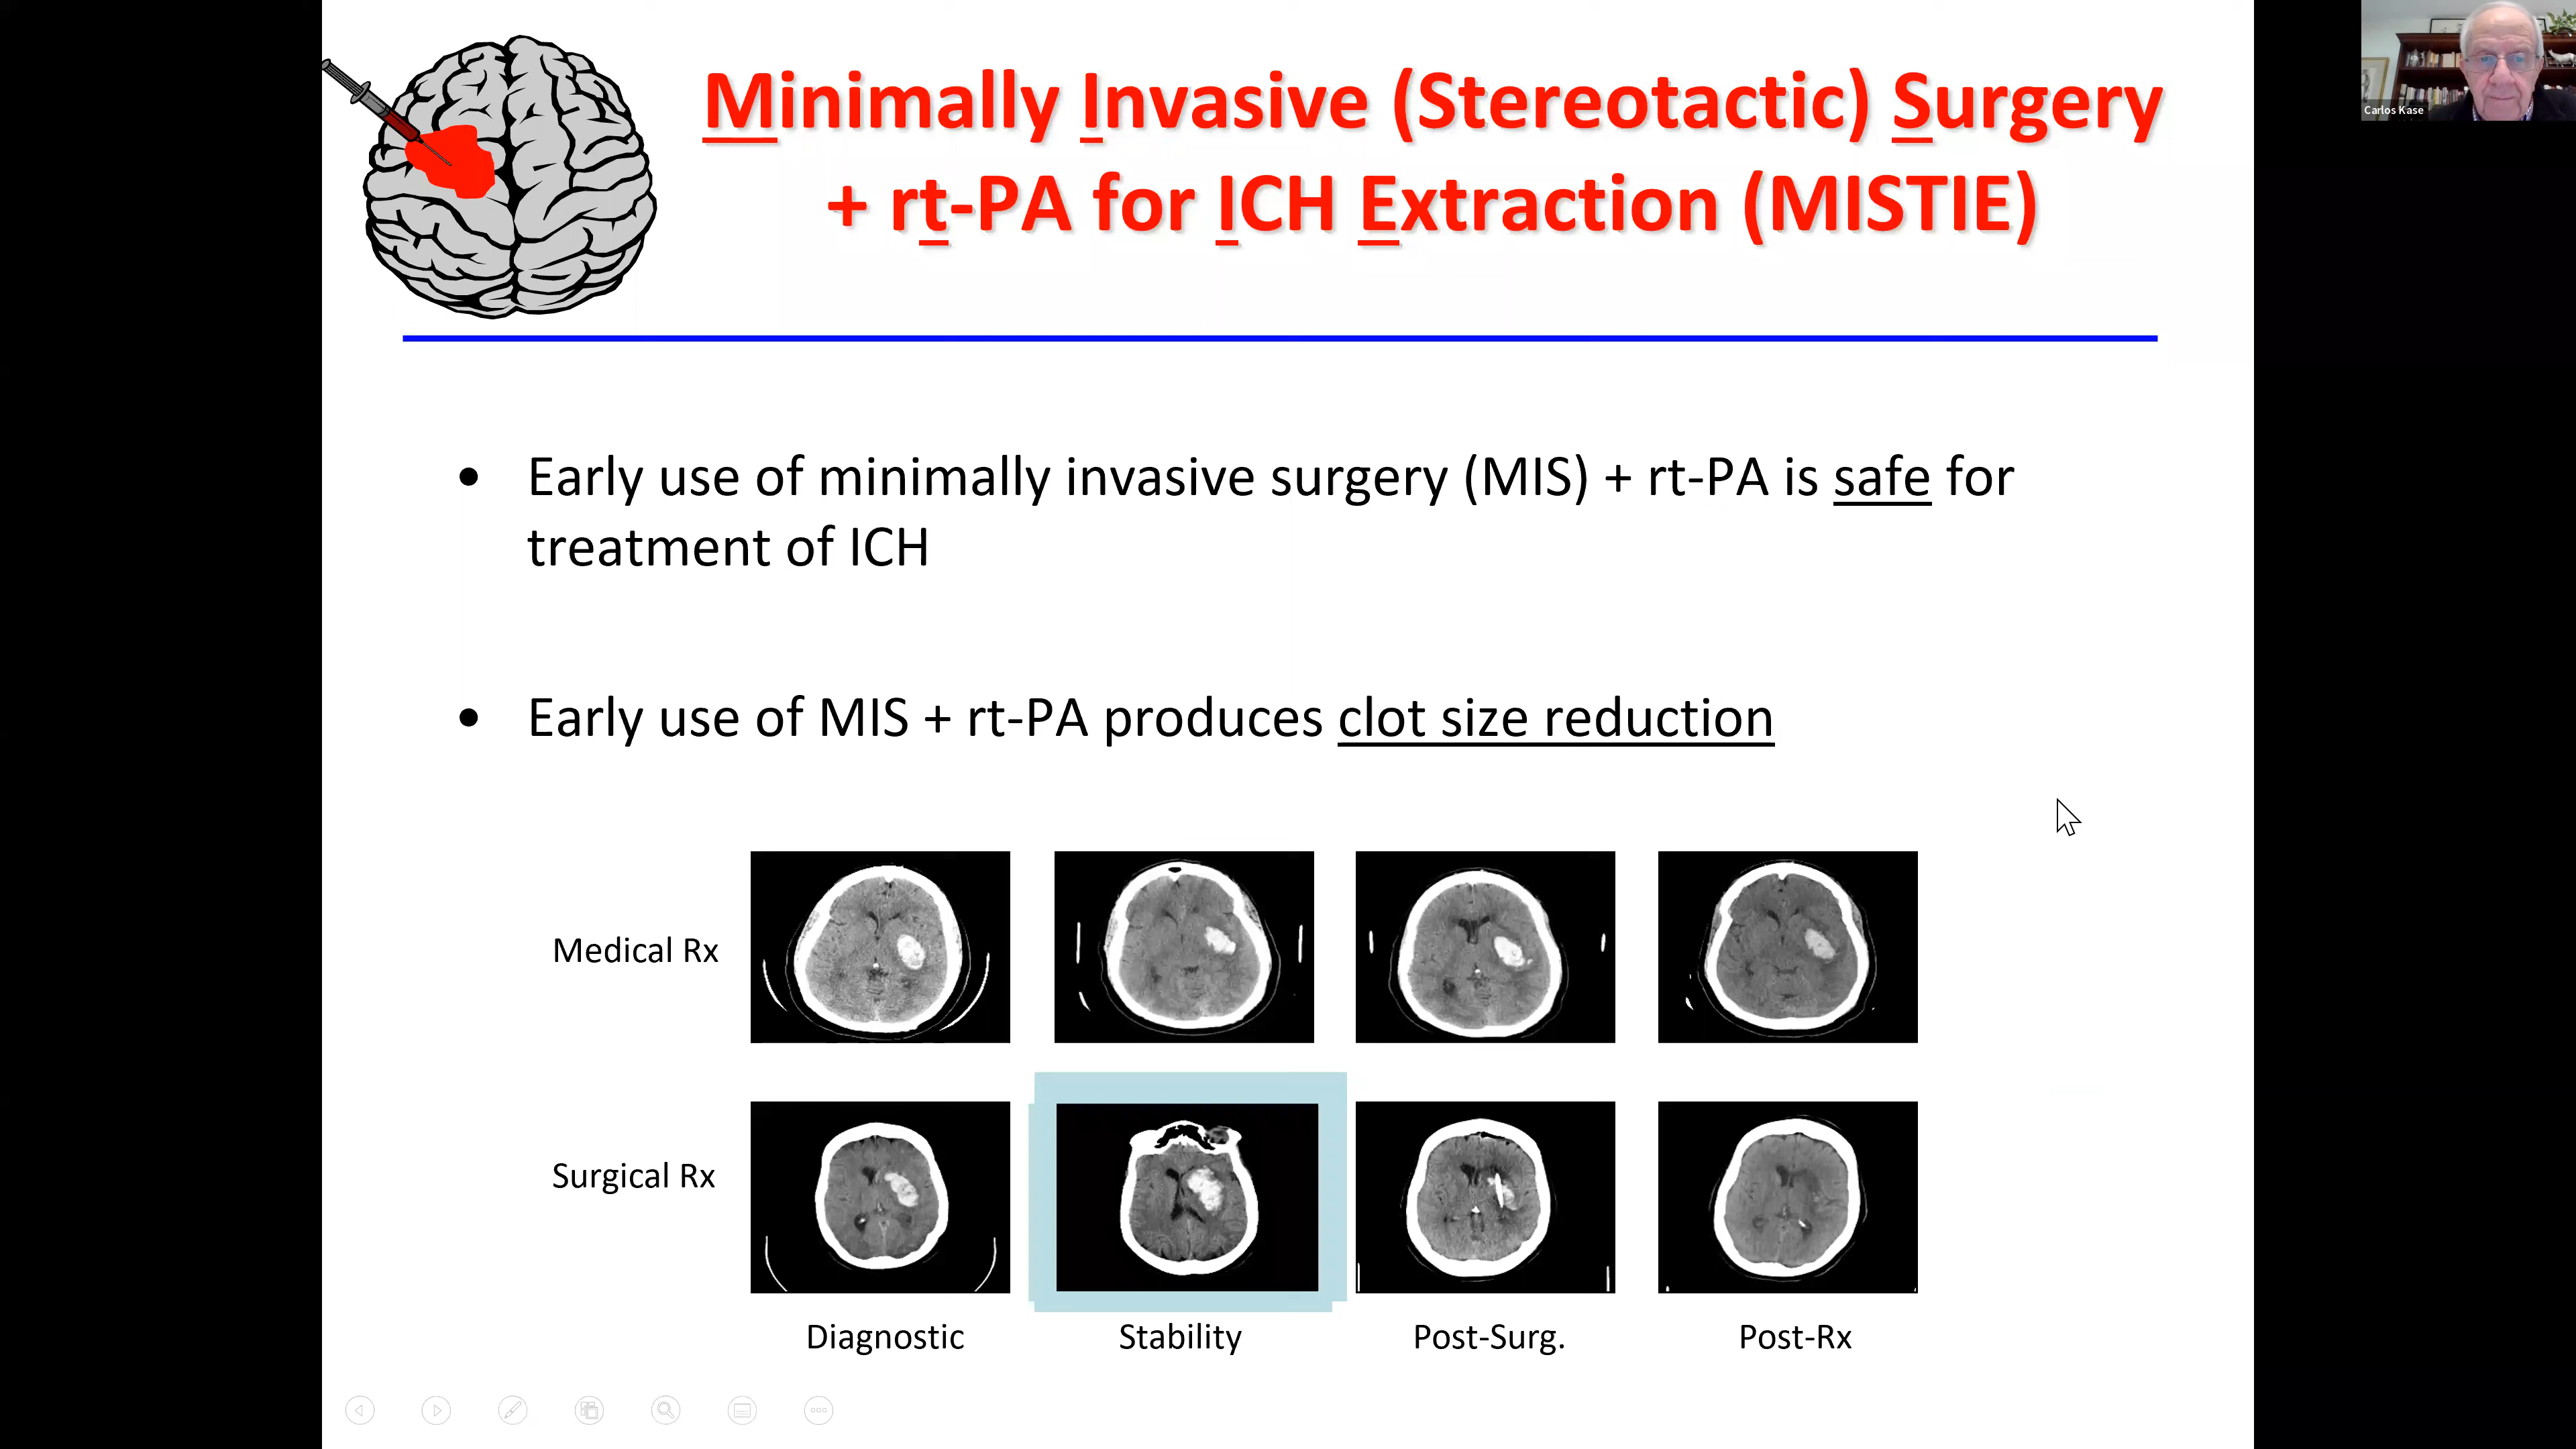 Minimally Invasive (Stereotactic) Surgery
+ rt-PA for ICH Extraction (MISTIE)
Carlos Kase
• Early use of minimally invasive surgery (MIS) + rt-PA is safe for
treatment of ICH
• Early use of MIS + rt-PA produces clot size reduction
Medical Rx
Surgical Rx
Diagnostic Stability Post-Surg. Post-Rx